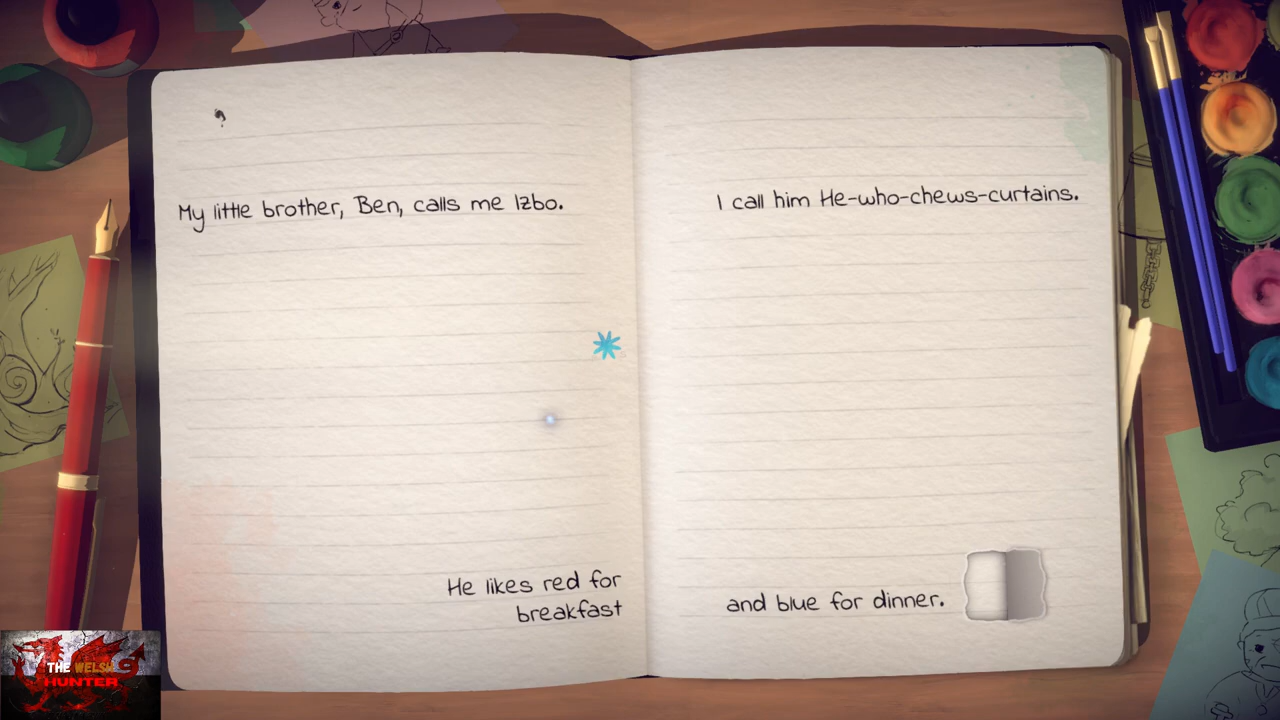 My little brother, Ben, calls me Izbo.
I call him He-who-chews-curtains.
He likes red for
breakfast
and blue for dinner.
THE WELSH
HUNTER